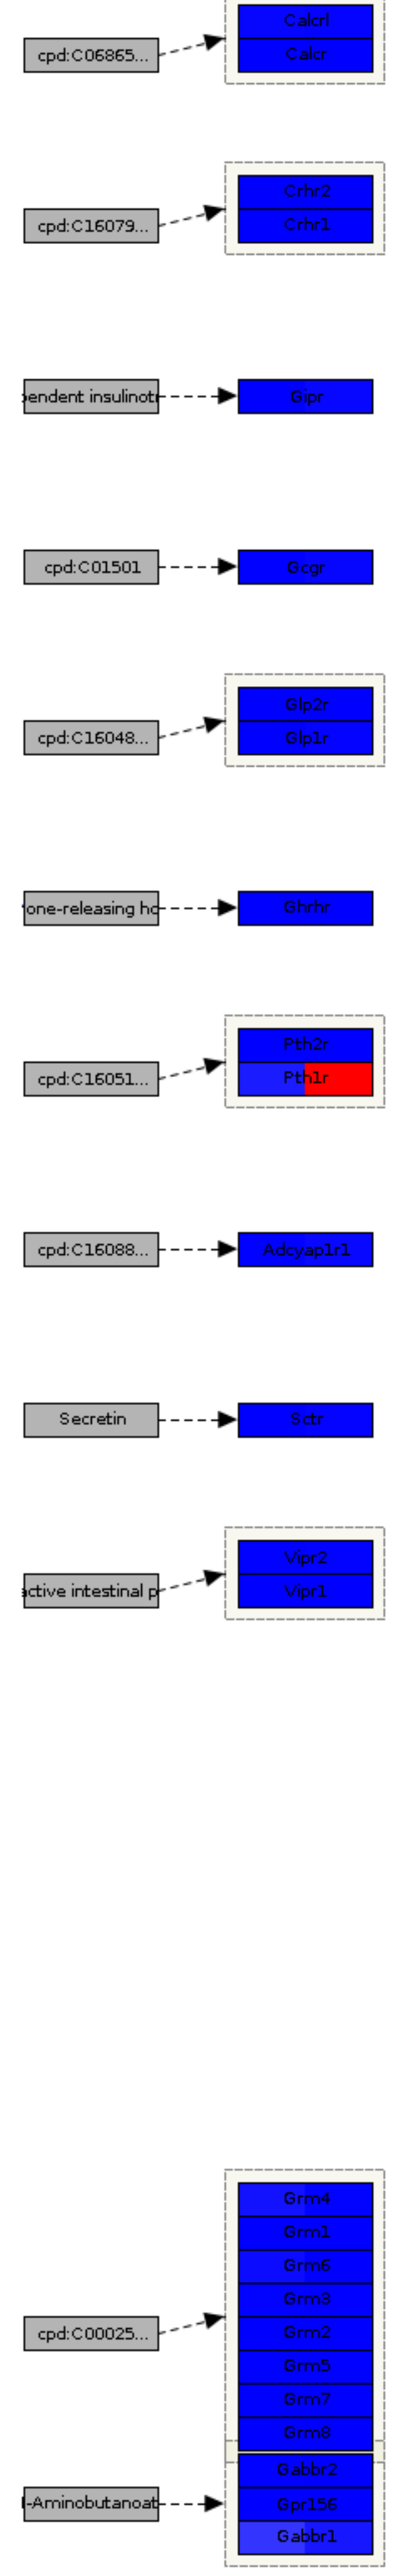 Calcrl
cpd:C06865...
Calcr
Crhr2
cpd:C16079...
Crhr1
pendent insulinotr
Gipr
cpd:C01501
Gcgr
Glp2r
cpd:C16048...
Glp1r
one-releasing ho
Ghrhr
Pth2r
cpd:C16051...
Pth1r
cpd:C16088...
Adcyap1r1
Secretin
Sctr
Vipr2
active intestinal p
Vipr1
Grm4
Grm1
Grm6
Grm3
cpd:C00025...
Grm2
Grm5
Grm7
Grm8
Gabbr2
l-Aminobutanoat
Gpr156
Gabbr1